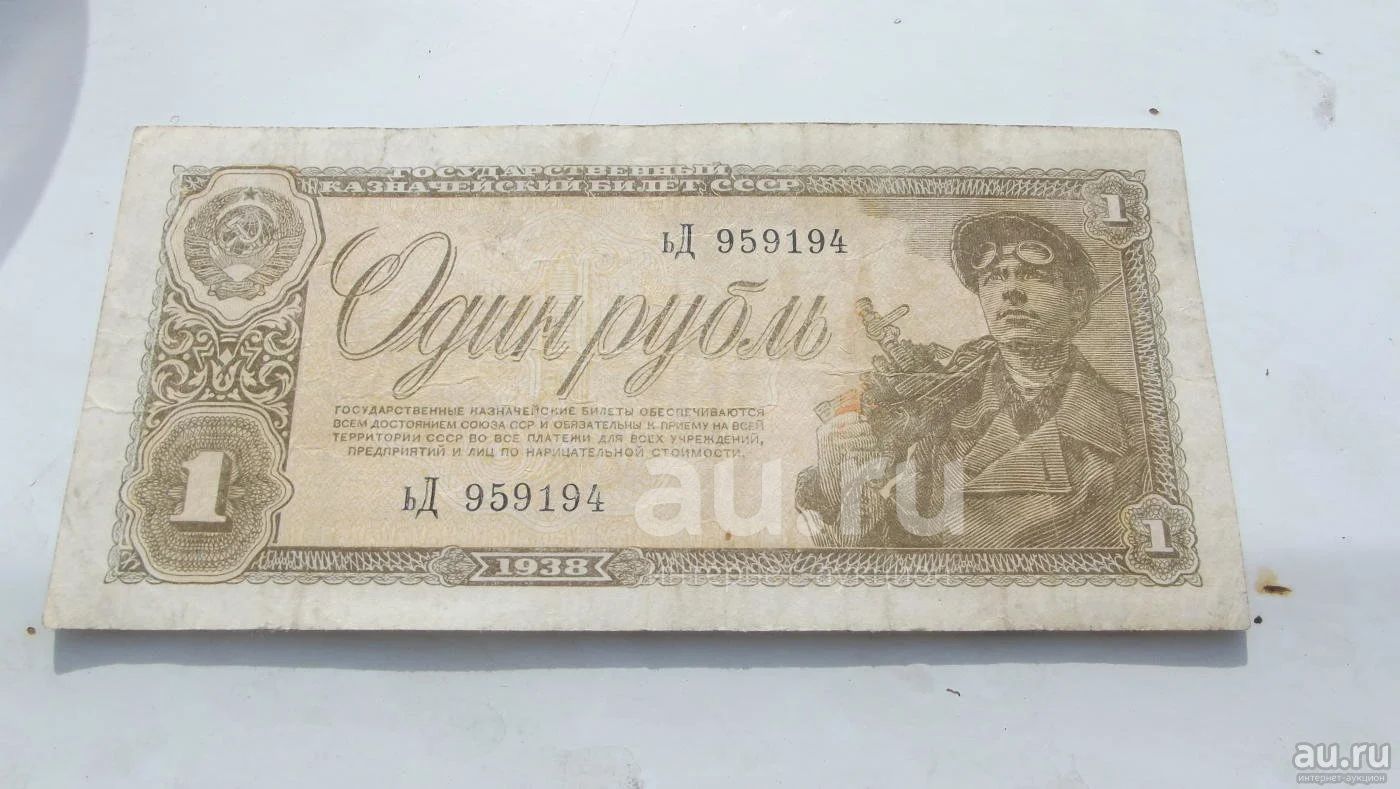 ГОСУДАРСТВЕННЫЙ
КАЗНАЧЕЙСКИЙ БИЛЕТ СССР
1
ьД 959194
Один рубль
ГОСУДАРСТВЕННЫЕ КАЗНАЧЕЙСКИЕ БИЛЕТЫ ОБЕСПЕЧИВАЮТСЯ
ВСЕМ ДОСТОЯНИЕМ СОЮЗА ССР И ОБЯЗАТЕЛЬНЫ К ПРИЕМУ НА ВСЕЙ
ТЕРРИТОРИИ СССР ВО ВСЕ ПЛАТЕЖИ ДЛЯ ВСЕХ УЧРЕЖДЕНИЙ,
ПРЕДПРИЯТИЙ И ЛИЦ ПО НАРИЦАТЕЛЬНОЙ СТОИМОСТИ.
1
ьД 959194
au.ru
интернет-аукцион
1
1938
au.ru
интернет-аукцион